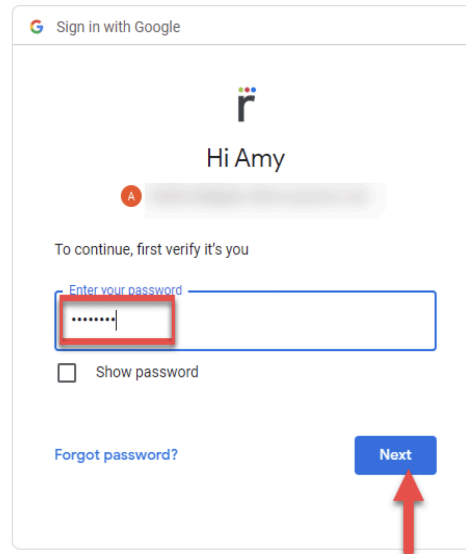 Sign in with Google
r
Hi Amy
A
To continue, first verify it's you
Enter your password
••••••••
Show password
Forgot password?
Next